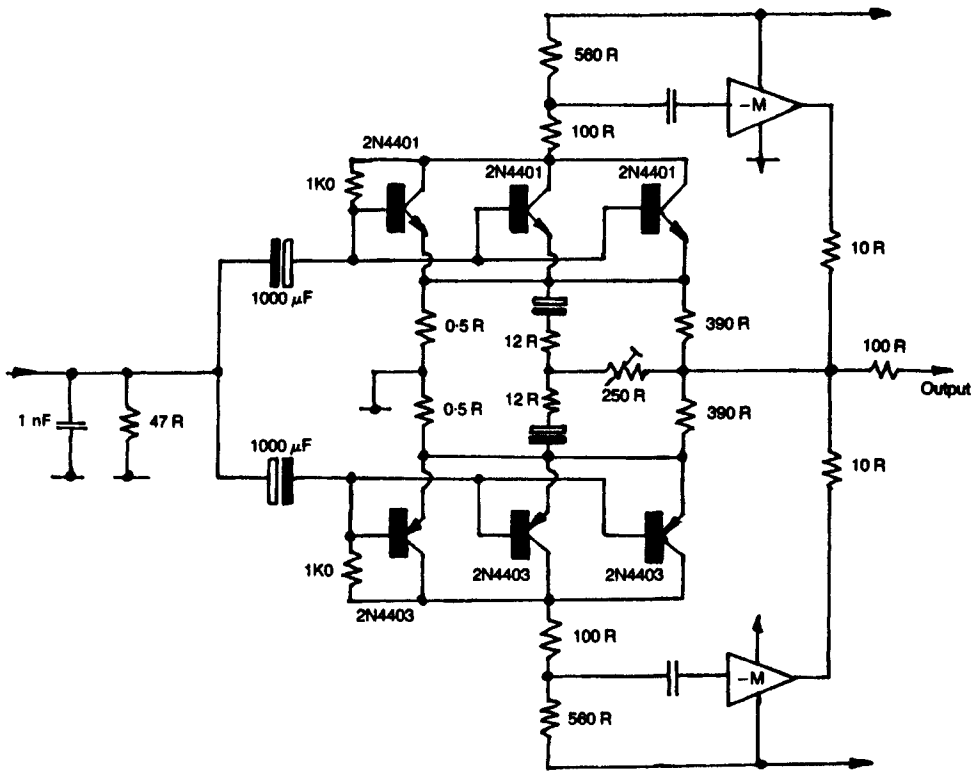 560 R
-M
100 R
2N4401
2N4401
2N4401
1K0
10 R
1000 µF
0·5 R
12 R
390 R
100 R
Output
250 R
1 nF
47 R
0·5 R
12 R
390 R
1000 µF
10 R
1K0
2N4403
2N4403
2N4403
100 R
-M
560 R